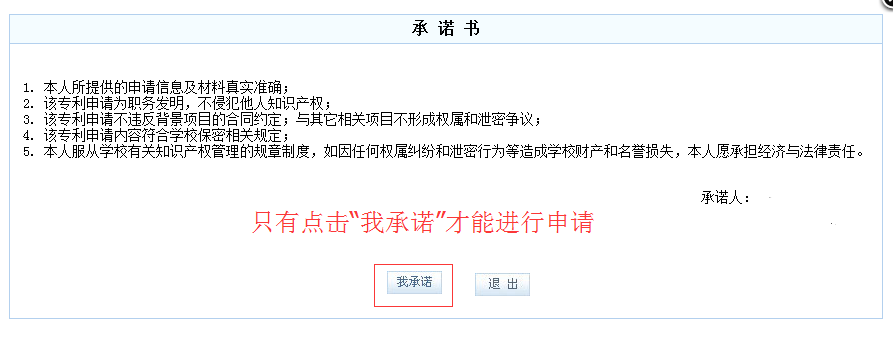 承 诺 书
1. 本人所提供的申请信息及材料真实准确；
2. 该专利申请为职务发明，不侵犯他人知识产权；
3. 该专利申请不违反背景项目的合同约定；与其它相关项目不形成权属和泄密争议；
4. 该专利申请内容符合学校保密相关规定；
5. 本人服从学校有关知识产权管理的规章制度，如因任何权属纠纷和泄密行为等造成学校财产和名誉损失，本人愿承担经济与法律责任。
承诺人：
只有点击“我承诺”才能进行申请
我承诺 退 出